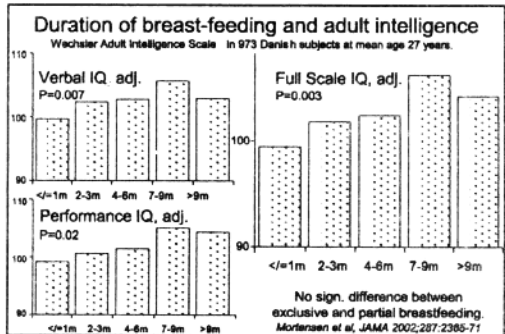 Duration of breast-feeding and adult intelligence
Wechsler Adult Intelligence Scale in 973 Danish subjects at mean age 27 years.
110
Verbal IQ, adj.
P=0.007
100
90
</=1m 2-3m 4-6m 7-9m >9m
110
Performance IQ, adj.
P=0.02
100
90
</=1m 2-3m 4-6m 7-9m >9m
Full Scale IQ, adj.
P=0.003
100
90
</=1m 2-3m 4-6m 7-9m >9m
No sign. difference between
exclusive and partial breastfeeding.
Mortensen et al, JAMA 2002;287:2365-71